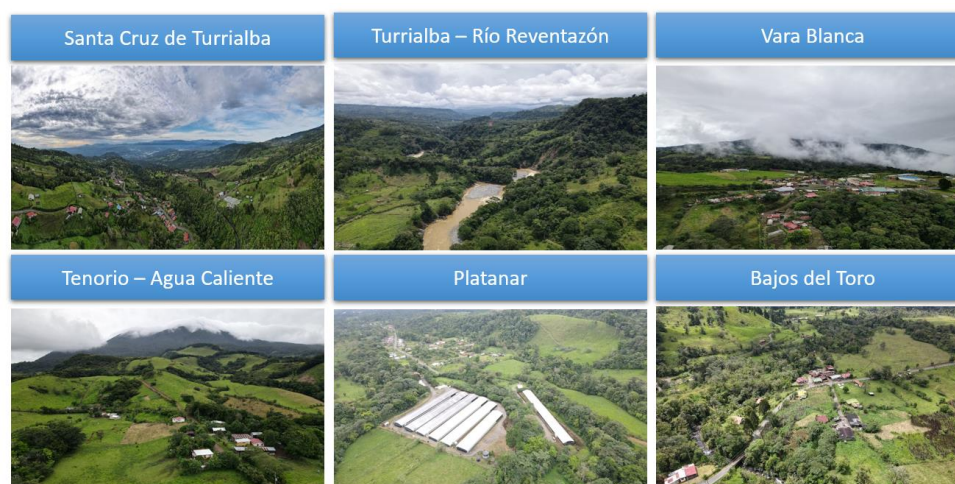 Santa Cruz de Turrialba
Turrialba – Río Reventazón
Vara Blanca
Tenorio – Agua Caliente
Platanar
Bajos del Toro